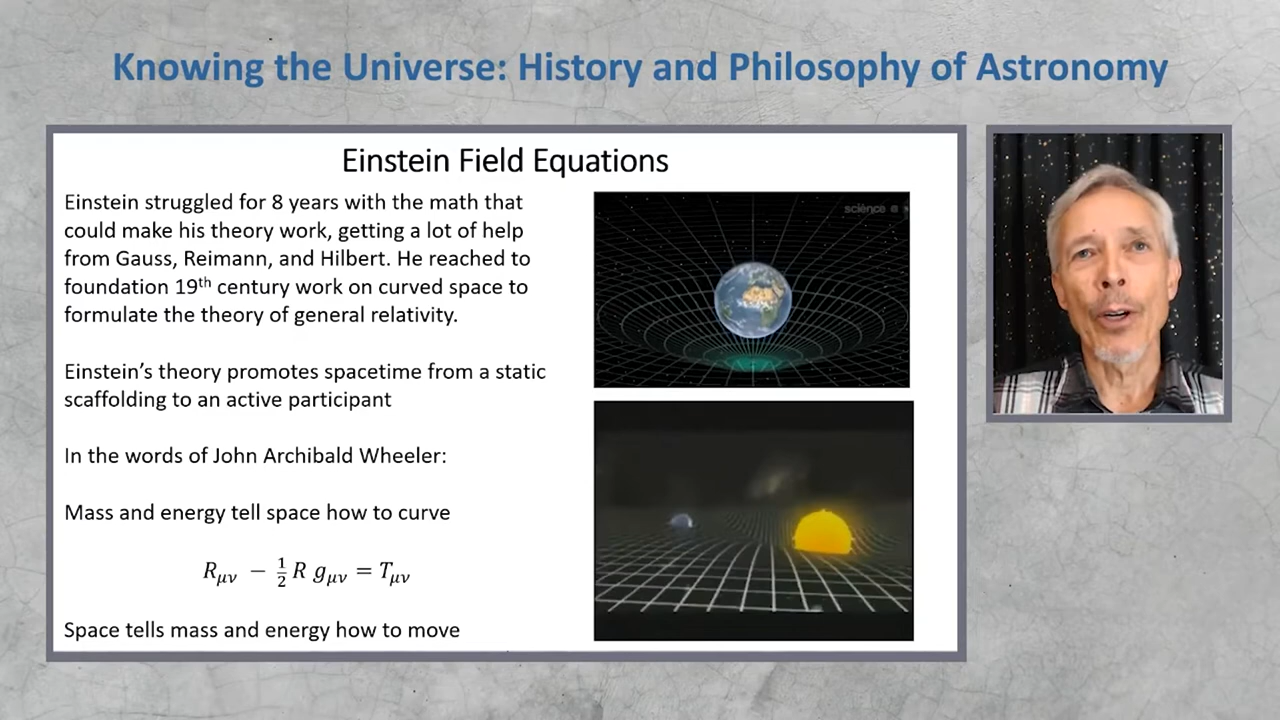 Knowing the Universe: History and Philosophy of Astronomy
Einstein Field Equations
Einstein struggled for 8 years with the math that
could make his theory work, getting a lot of help
from Gauss, Reimann, and Hilbert. He reached to
foundation 19th century work on curved space to
formulate the theory of general relativity.
Einstein's theory promotes spacetime from a static
scaffolding to an active participant
In the words of John Archibald Wheeler:
Mass and energy tell space how to curve
R_μν − ½ R g_μν = T_μν
Space tells mass and energy how to move
science